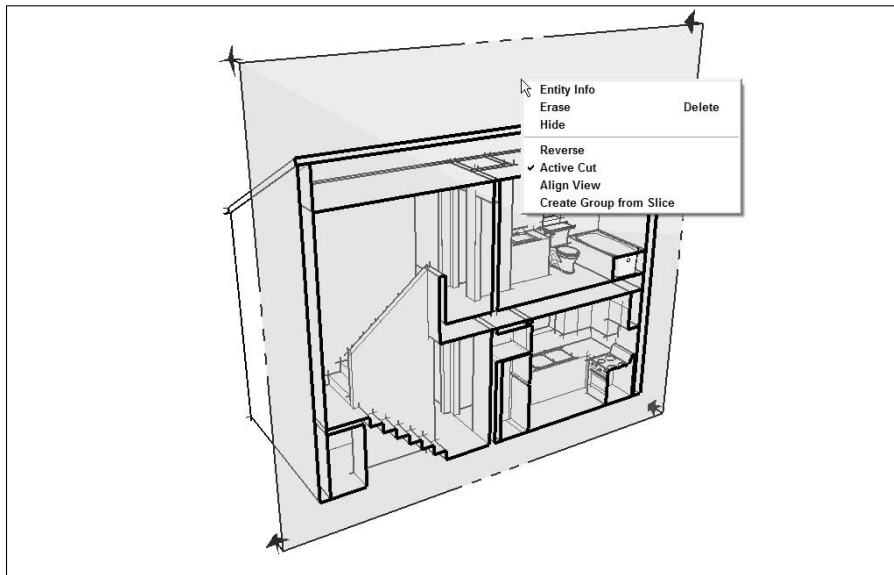 Entity Info
Erase Delete
Hide
Reverse
Active Cut
Align View
Create Group from Slice